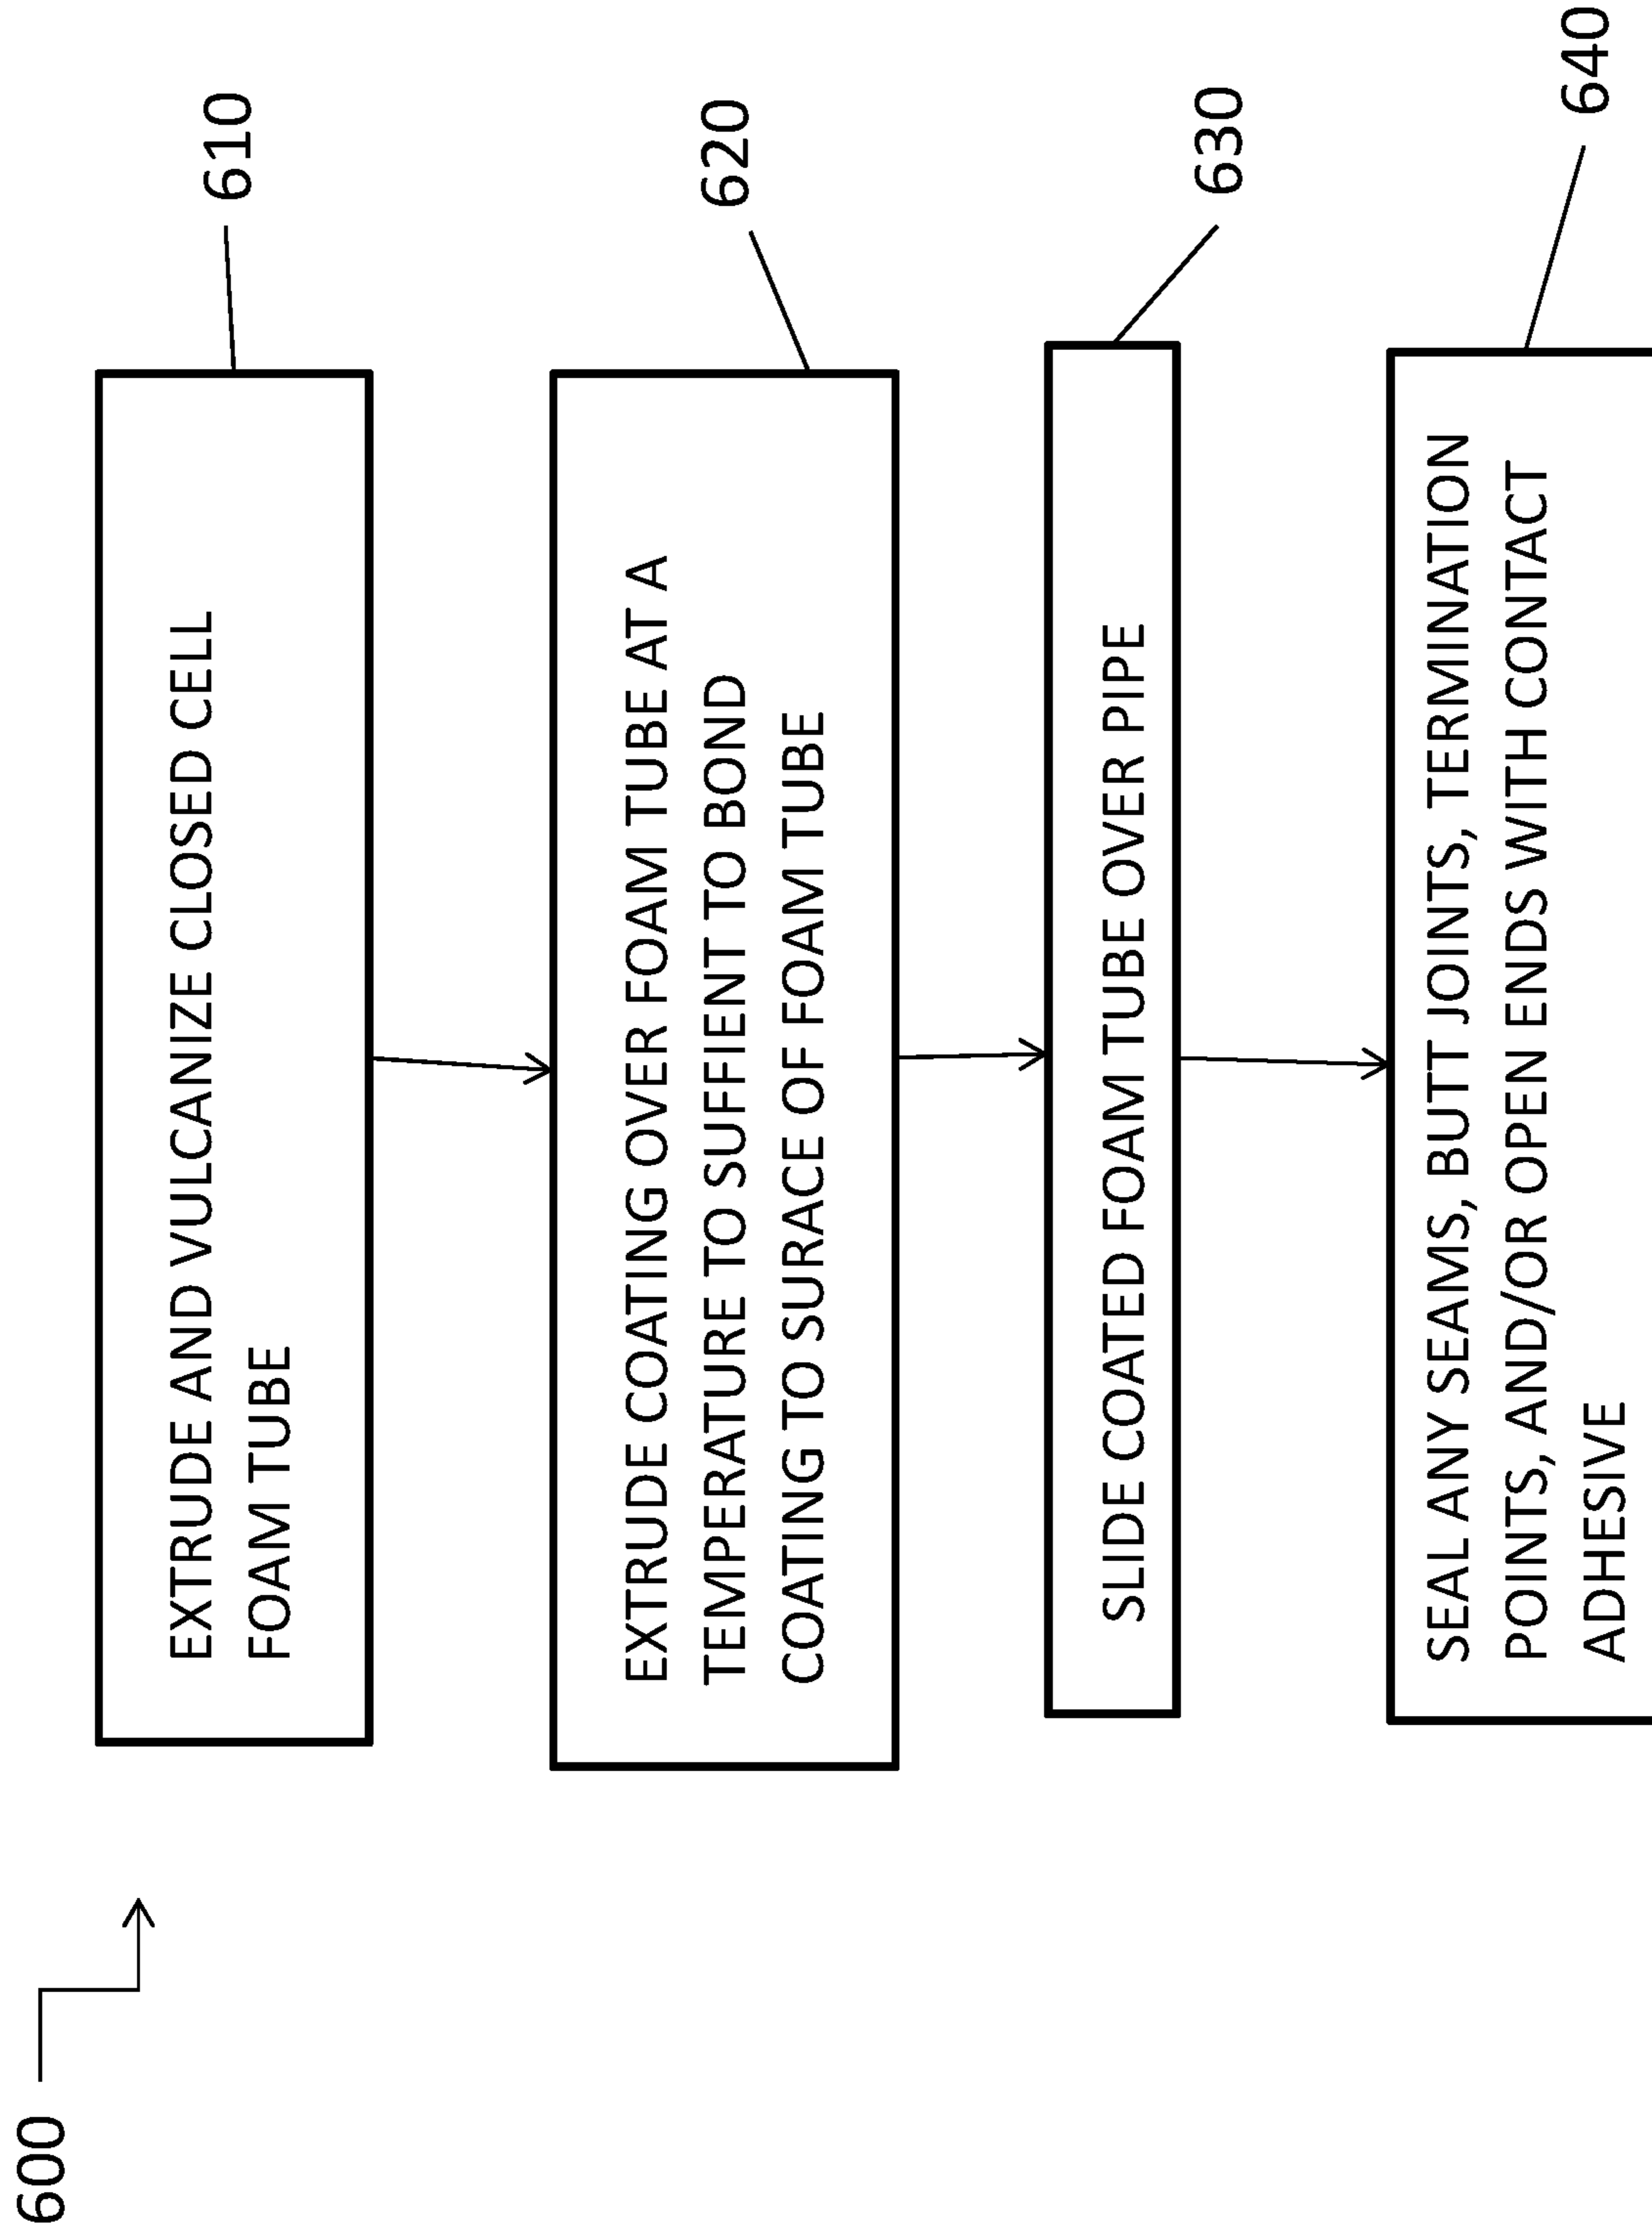 600
EXTRUDE AND VULCANIZE CLOSED CELL
FOAM TUBE
610
EXTRUDE COATING OVER FOAM TUBE AT A
TEMPERATURE TO SUFFIENT TO BOND
COATING TO SURACE OF FOAM TUBE
620
SLIDE COATED FOAM TUBE OVER PIPE
630
SEAL ANY SEAMS, BUTT JOINTS, TERMINATION
POINTS, AND/OR OPEN ENDS WITH CONTACT
ADHESIVE
640